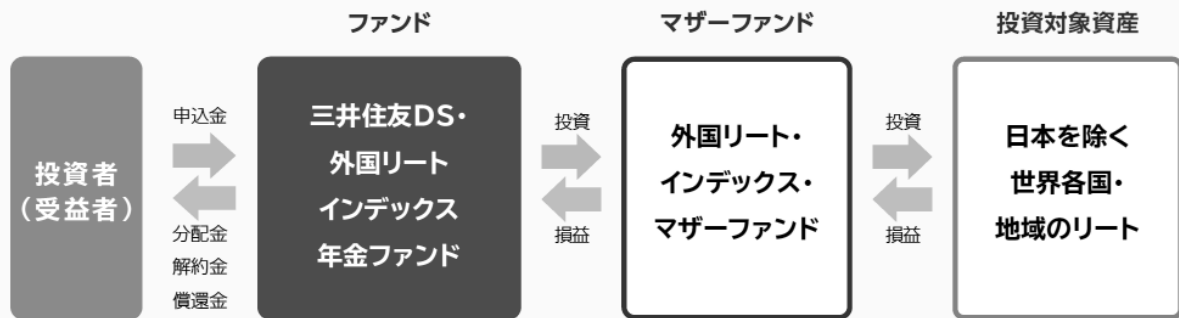 ファンド
マザーファンド
投資対象資産
投資者
（受益者）
申込金
分配金
解約金
償還金
三井住友DS・
外国リート
インデックス
年金ファンド
投資
損益
外国リート・
インデックス・
マザーファンド
投資
損益
日本を除く
世界各国・
地域のリート